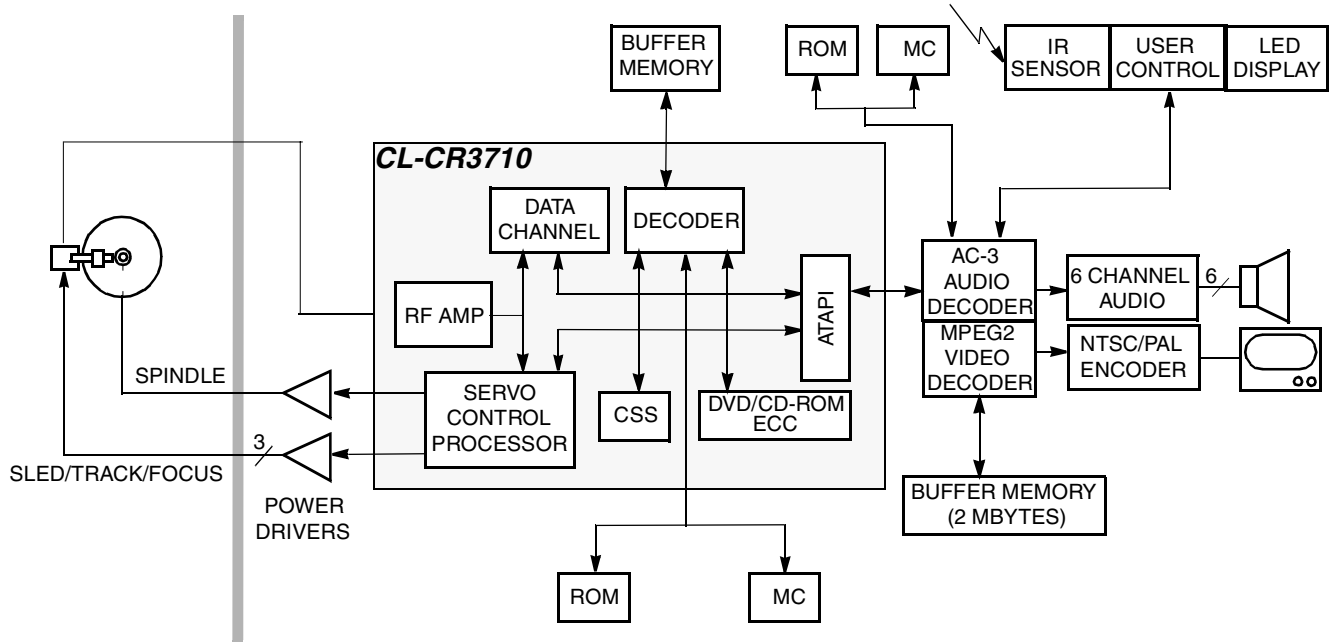 BUFFER
MEMORY
ROM
MC
IR
SENSOR
USER
CONTROL
LED
DISPLAY
CL-CR3710
DATA
CHANNEL
DECODER
RF AMP
ATAPI
AC-3
AUDIO
DECODER
6 CHANNEL
AUDIO
6
MPEG2
VIDEO
DECODER
NTSC/PAL
ENCODER
SPINDLE
SERVO
CONTROL
PROCESSOR
CSS
DVD/CD-ROM
ECC
3
SLED/TRACK/FOCUS
POWER
DRIVERS
BUFFER MEMORY
(2 MBYTES)
ROM
MC